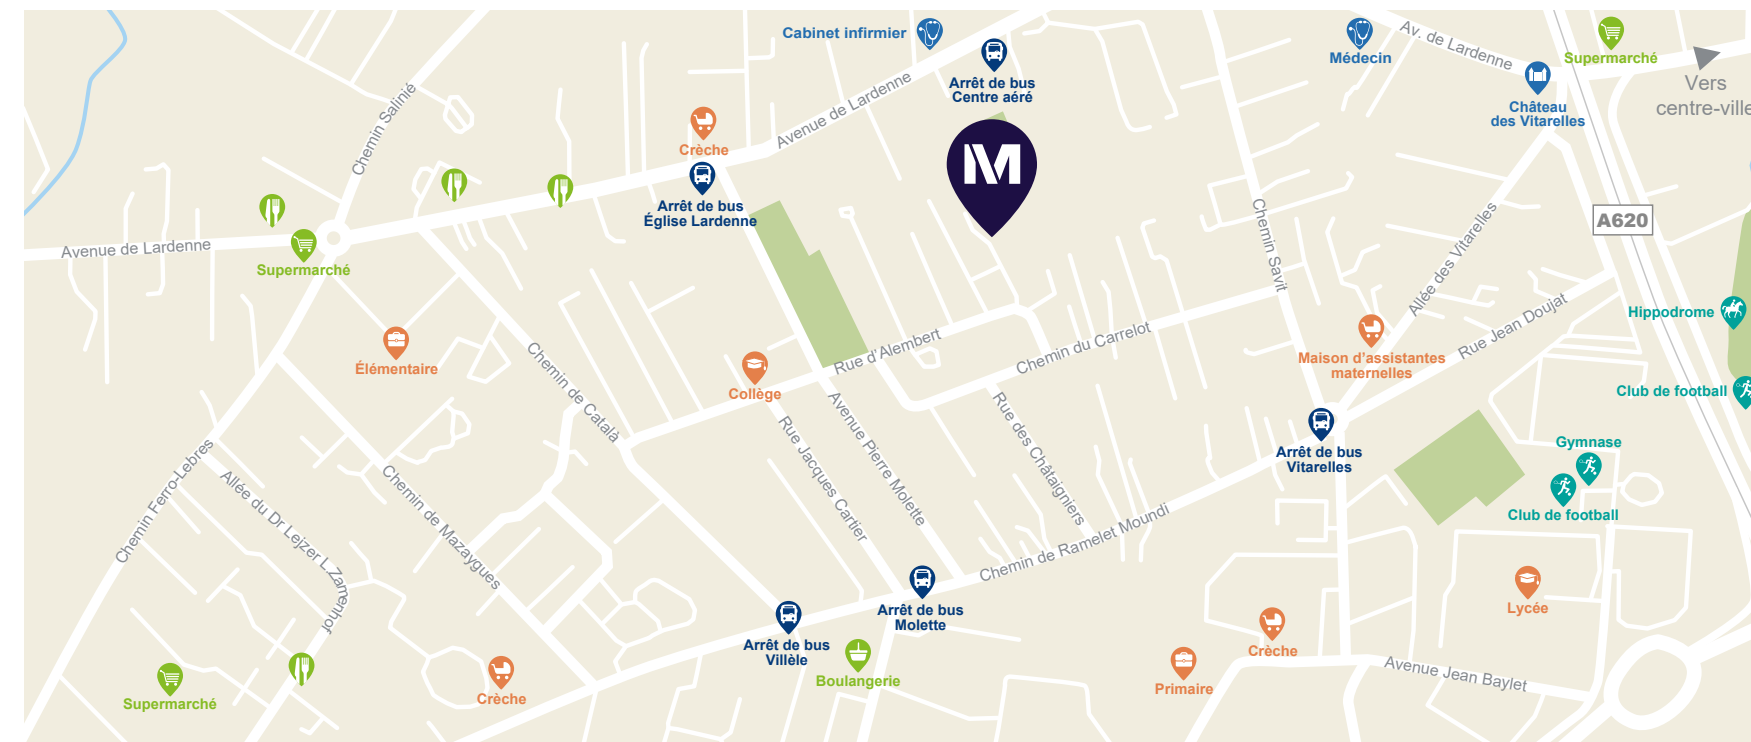 Cabinet infirmier
Arrêt de bus
Centre aéré
Médecin
Av. de Lardenne
Supermarché
Vers
centre-ville
Château
des Vitarelles
Chemin Salinié
Avenue de Lardenne
Crèche
M
Arrêt de bus
Église Lardenne
Avenue de Lardenne
Supermarché
Chemin Savit
Allée des Vitarelles
A620
Hippodrome
Rue Jean Doujat
Élémentaire
Chemin de Català
Collège
Rue d'Alembert
Chemin du Carrelot
Maison d'assistantes
maternelles
Club de football
Rue Jacques Cartier
Avenue Pierre Molette
Rue des Châtaigniers
Arrêt de bus
Vitarelles
Gymnase
Club de football
Chemin Ferro-Lebres
Allée du Dr Lejzer L.Zamenhof
Chemin de Mazaygues
Chemin de Ramelet Moundi
Arrêt de bus
Molette
Arrêt de bus
Villèle
Boulangerie
Lycée
Crèche
Primaire
Avenue Jean Baylet
Supermarché
Crèche